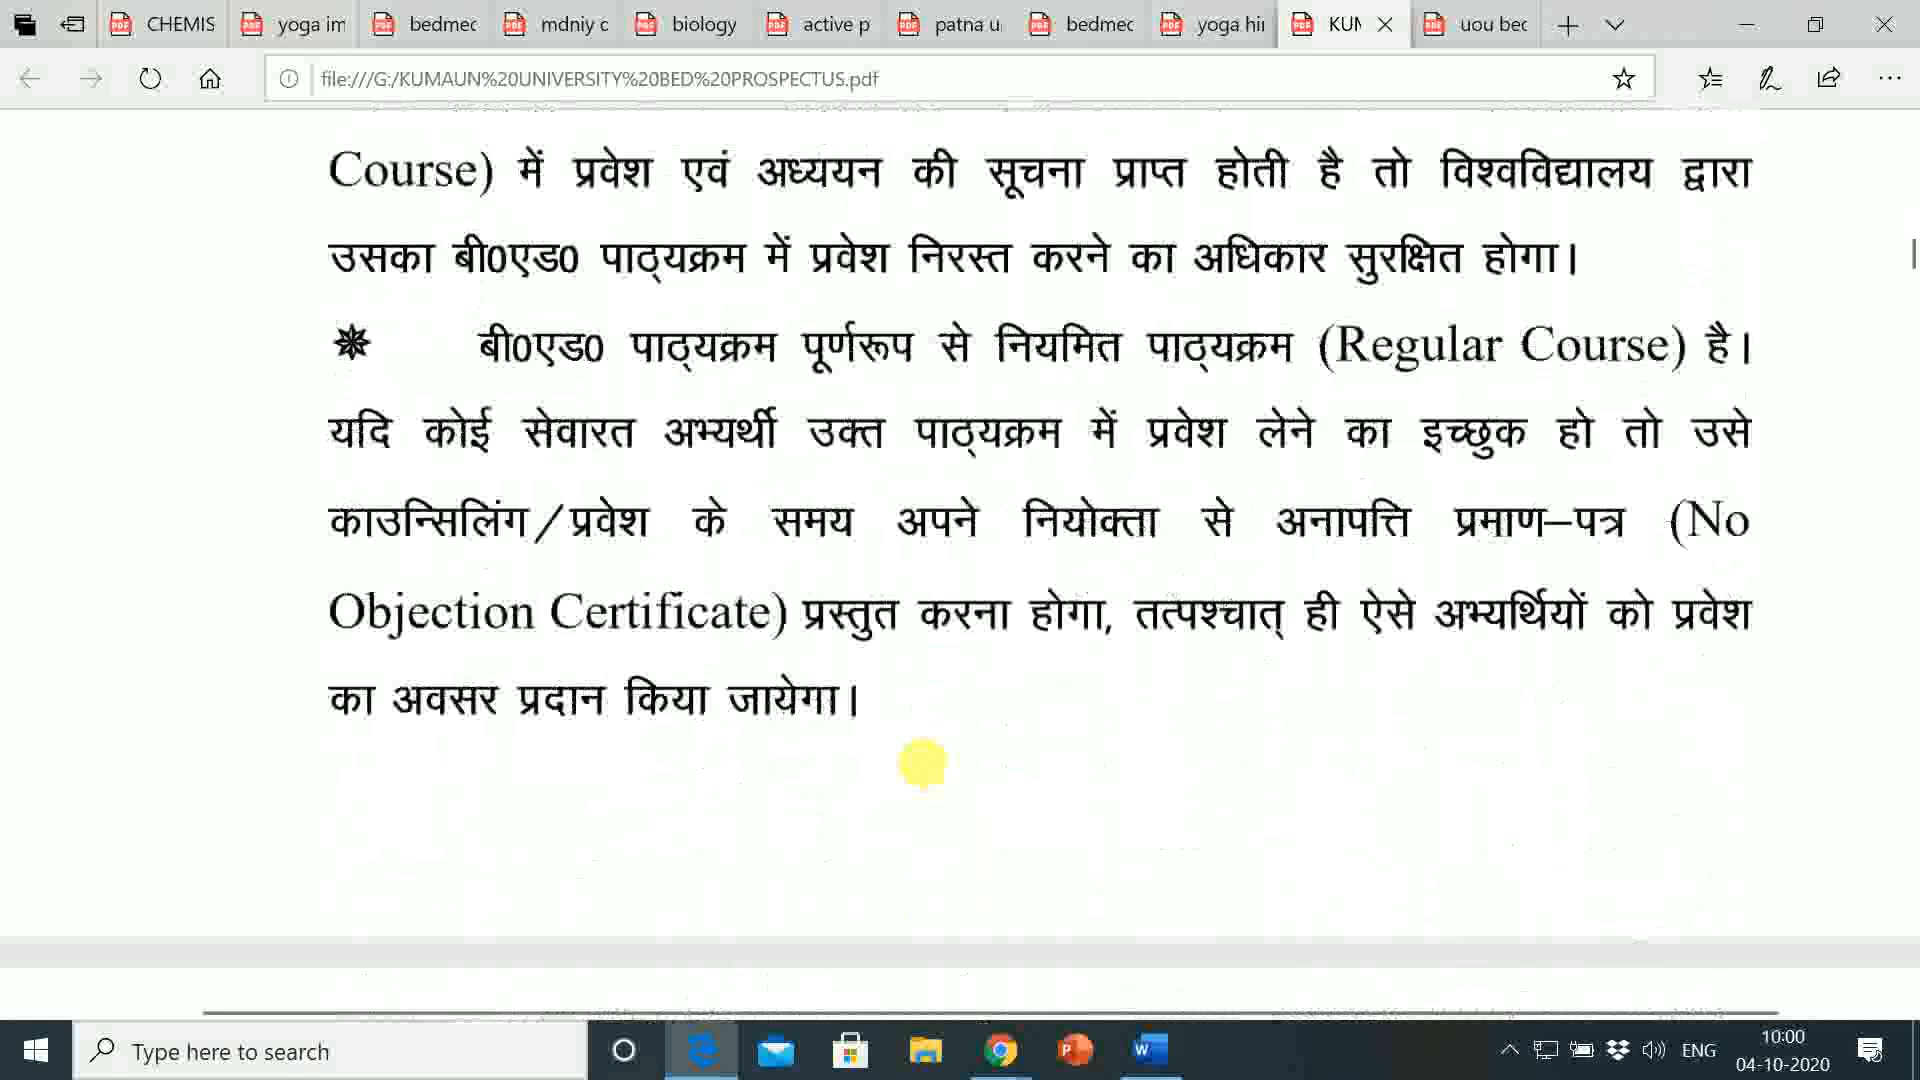 CHEMIS
yoga im
bedmec
mdniy c
biology
active p
patna u
bedmec
yoga hii
KUM
uou bec
file:///G:/KUMAUN%20UNIVERSITY%20BED%20PROSPECTUS.pdf
Course) में प्रवेश एवं अध्ययन की सूचना प्राप्त होती है तो विश्वविद्यालय द्वारा
उसका बी0एड0 पाठ्यक्रम में प्रवेश निरस्त करने का अधिकार सुरक्षित होगा।
बी0एड0 पाठ्यक्रम पूर्णरूप से नियमित पाठ्यक्रम (Regular Course) है।
यदि कोई सेवारत अभ्यर्थी उक्त पाठ्यक्रम में प्रवेश लेने का इच्छुक हो तो उसे
काउन्सिलिंग/प्रवेश के समय अपने नियोक्ता से अनापत्ति प्रमाण–पत्र (No
Objection Certificate) प्रस्तुत करना होगा, तत्पश्चात् ही ऐसे अभ्यर्थियों को प्रवेश
का अवसर प्रदान किया जायेगा।
Type here to search
ENG
10:00
04-10-2020